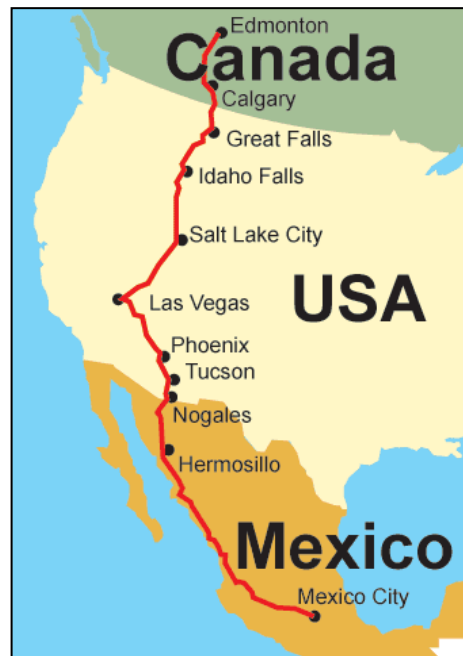 Edmonton
Canada
Calgary
Great Falls
Idaho Falls
Salt Lake City
Las Vegas
USA
Phoenix
Tucson
Nogales
Hermosillo
Mexico
Mexico City